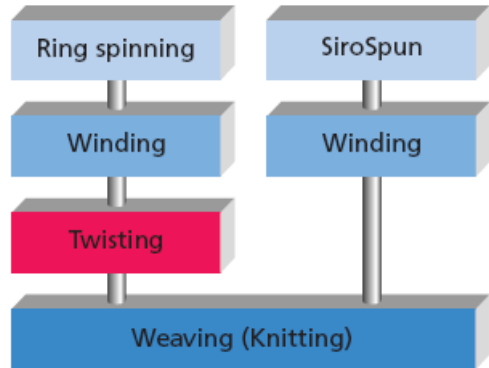 Ring spinning
SiroSpun
Winding
Winding
Twisting
Weaving (Knitting)